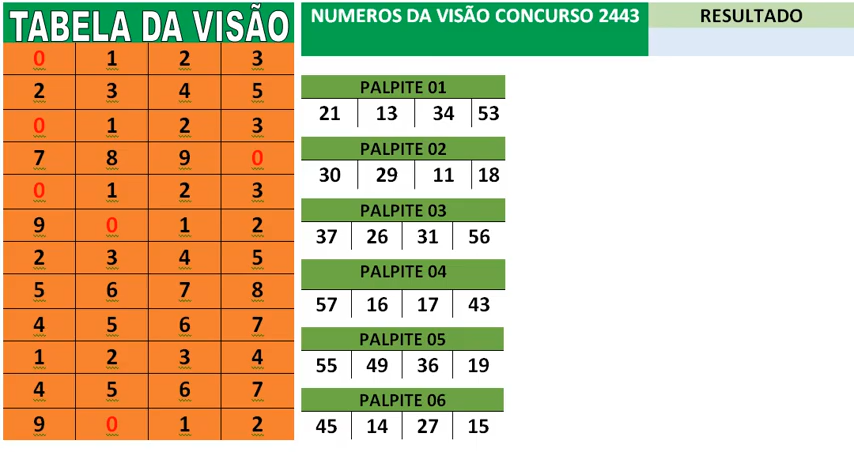 TABELA DA VISÃO
0 1 2 3
2 3 4 5
0 1 2 3
7 8 9 0
0 1 2 3
9 0 1 2
2 3 4 5
5 6 7 8
4 5 6 7
1 2 3 4
4 5 6 7
9 0 1 2
NUMEROS DA VISÃO CONCURSO 2443
RESULTADO
PALPITE 01
21 13 34 53
PALPITE 02
30 29 11 18
PALPITE 03
37 26 31 56
PALPITE 04
57 16 17 43
PALPITE 05
55 49 36 19
PALPITE 06
45 14 27 15